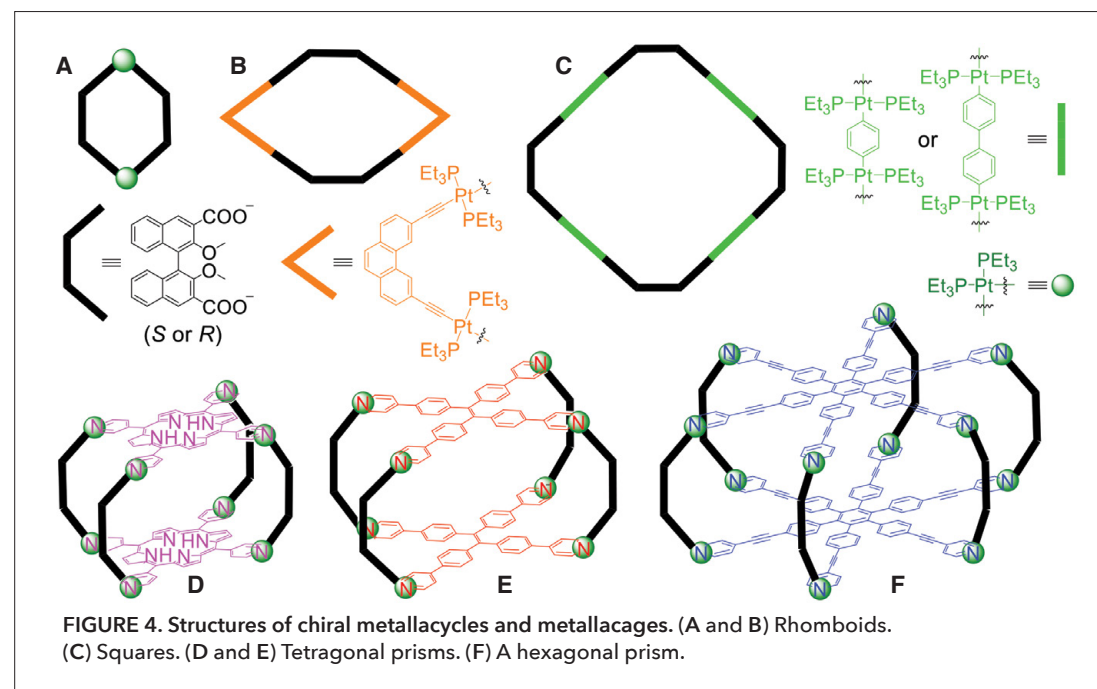 A
B
C
Et₃P—Pt—PEt₃
Et₃P—Pt—PEt₃
or
Et₃P—Pt—PEt₃
Et₃P—Pt—PEt₃
≡
≡
COO⁻
O
O
COO⁻
(S or R)
≡
Et₃P
Pt
PEt₃
PEt₃
Pt
Et₃P
PEt₃
Et₃P—Pt
≡
N
N
N
N
NH
N
HN
N
N
N
N
NH
N
HN
N
N
D
N
N
N
N
N
N
N
N
E
N
N
N
N
N
N
N
N
N
N
N
N
F
FIGURE 4. Structures of chiral metallacycles and metallacages. (A and B) Rhomboids.
(C) Squares. (D and E) Tetragonal prisms. (F) A hexagonal prism.